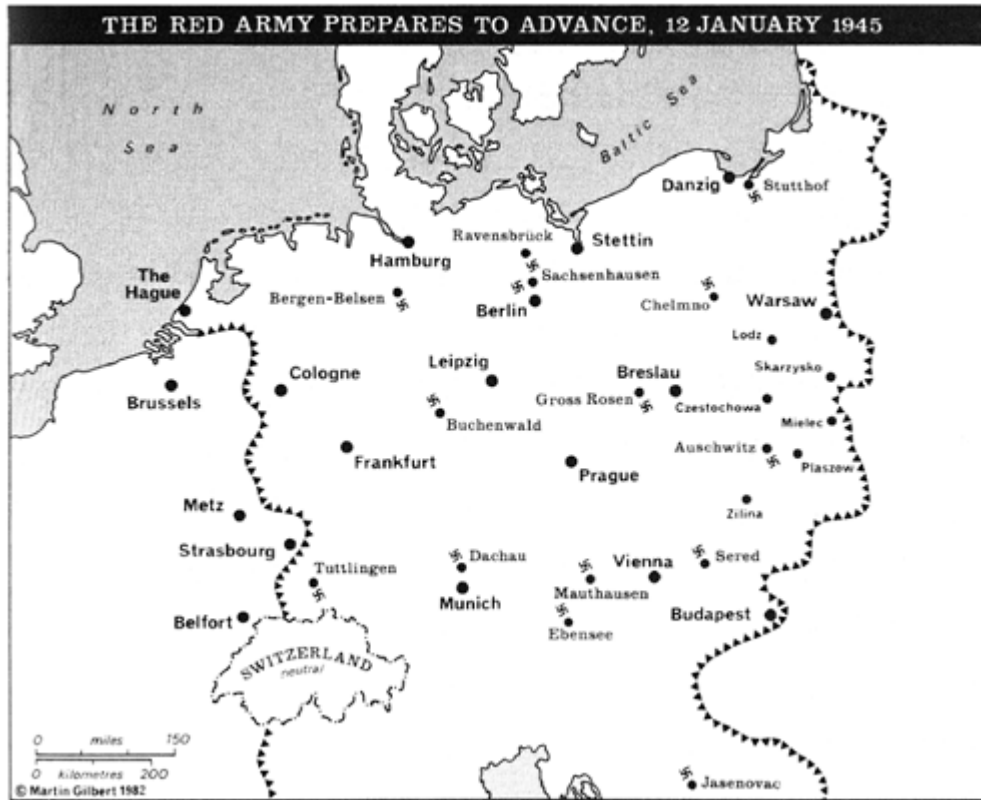 THE RED ARMY PREPARES TO ADVANCE, 12 JANUARY 1945
North
Sea
Baltic Sea
Danzig
Stutthof
Ravensbrück
Stettin
Hamburg
Sachsenhausen
The
Hague
Bergen-Belsen
Berlin
Chelmno
Warsaw
Lodz
Leipzig
Skarzysko
Cologne
Breslau
Brussels
Gross Rosen
Czestochowa
Buchenwald
Mielec
Auschwitz
Frankfurt
Plaszow
Prague
Metz
Zilina
Strasbourg
Dachau
Sered
Tuttlingen
Vienna
Mauthausen
Munich
Belfort
Budapest
Ebensee
SWITZERLAND
neutral
0 miles 150
0 kilometres 200
© Martin Gilbert 1982
Jasenovac